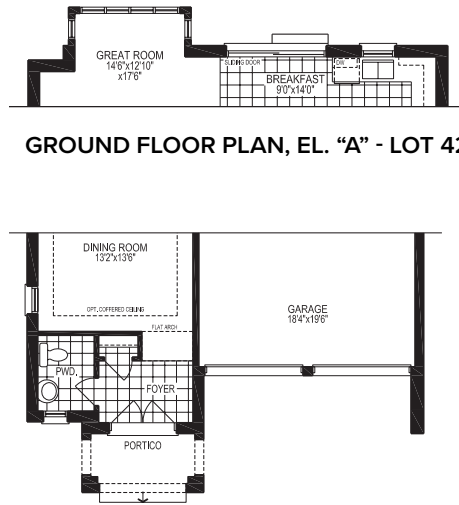 GREAT ROOM
14'6"x12'10"
x17'6"
SLIDING DOOR
DW
BREAKFAST
9'0"x14'0"
GROUND FLOOR PLAN, EL. “A” - LOT 42
DINING ROOM
13'2"x13'6"
OPT. COFFERED CEILING
FLAT ARCH
GARAGE
18'4"x19'6"
PWD.
FOYER
PORTICO